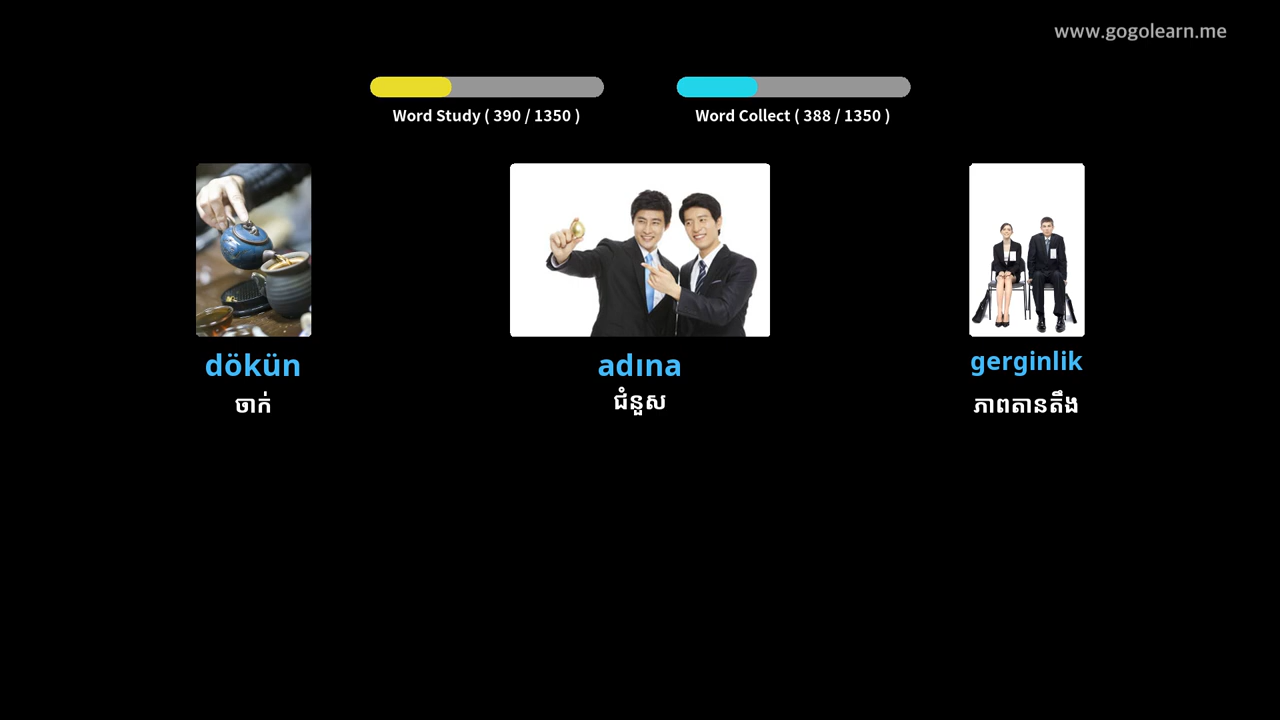 www.gogolearn.me
Word Study ( 390 / 1350 )
Word Collect ( 388 / 1350 )
dökün
ចាក់
adına
ជំនួស
gerginlik
ភាពតានតឹង